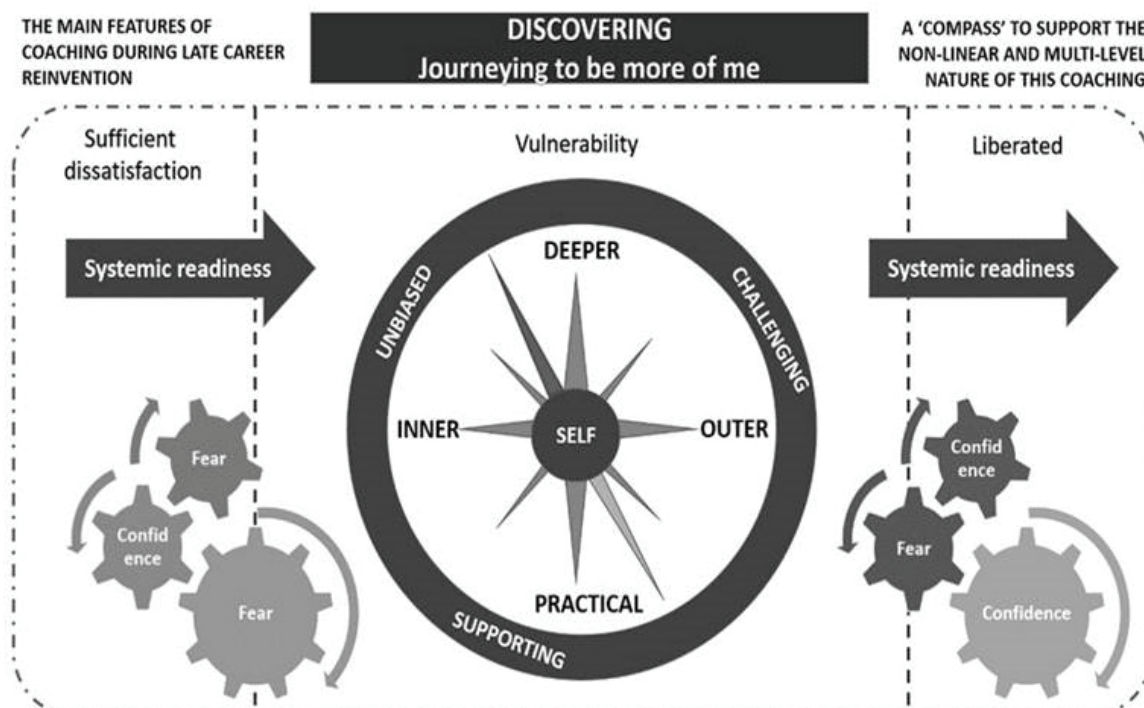 THE MAIN FEATURES OF
COACHING DURING LATE CAREER
REINVENTION
DISCOVERING
Journeying to be more of me
A ‘COMPASS’ TO SUPPORT THE
NON-LINEAR AND MULTI-LEVEL
NATURE OF THIS COACHING
Sufficient
dissatisfaction
Vulnerability
Liberated
Systemic readiness
UNBIASED
CHALLENGING
SUPPORTING
DEEPER
INNER
SELF
OUTER
PRACTICAL
Systemic readiness
Fear
Confid
ence
Fear
Confid
ence
Fear
Confidence